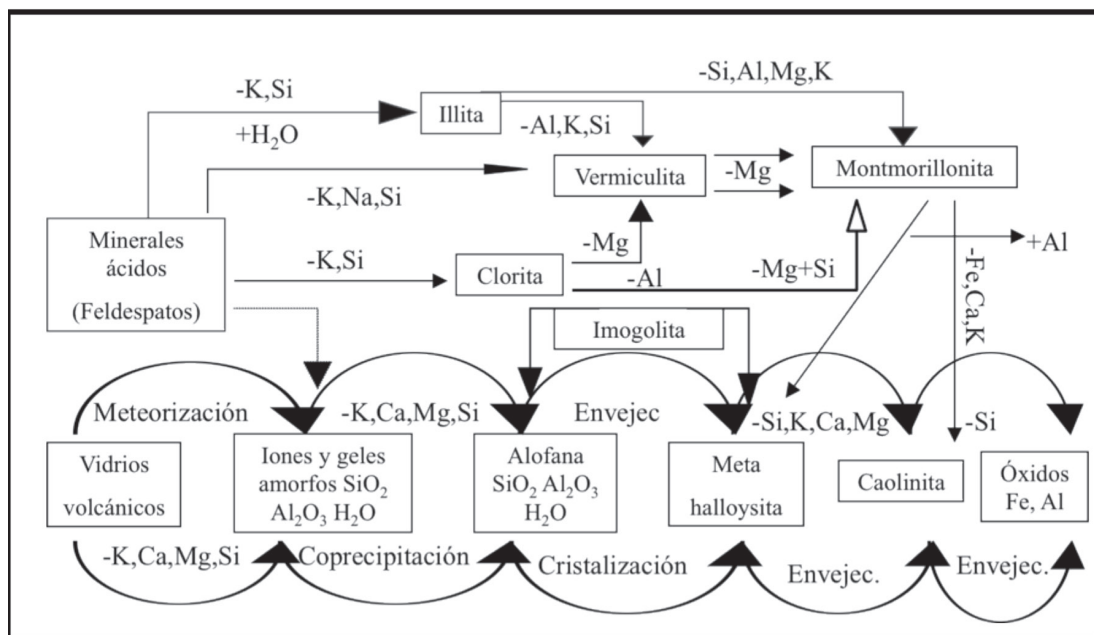 -Si,Al,Mg,K
-K,Si
Illita
+H₂O
-Al,K,Si
Vermiculita
-Mg
Montmorillonita
-K,Na,Si
Minerales
ácidos
(Feldespatos)
-K,Si
Clorita
-Mg
-Al
-Mg+Si
+Al
-Fe,Ca,K
Imogolita
Meteorización
-K,Ca,Mg,Si
Envejec
-Si,K,Ca,Mg
-Si
Vidrios
volcánicos
Iones y geles
amorfos SiO₂
Al₂O₃ H₂O
Alofana
SiO₂ Al₂O₃
H₂O
Meta
halloysita
Caolinita
Óxidos
Fe, Al
-K,Ca,Mg,Si
Coprecipitación
Cristalización
Envejec.
Envejec.